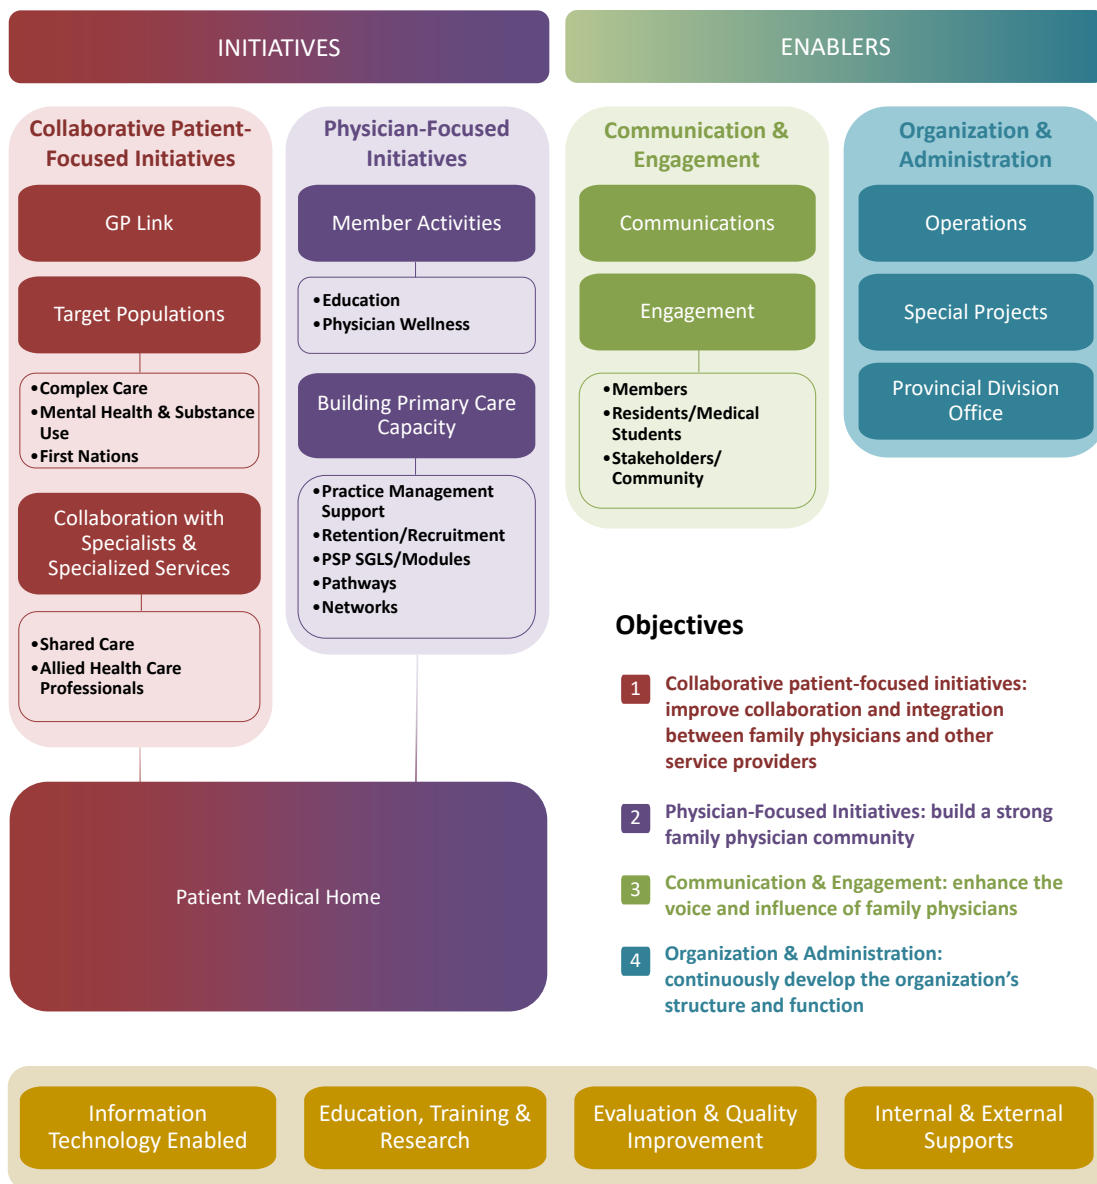 INITIATIVES
ENABLERS
Collaborative Patient-
Focused Initiatives
GP Link
Target Populations
•Complex Care
•Mental Health & Substance
Use
•First Nations
Collaboration with
Specialists &
Specialized Services
•Shared Care
•Allied Health Care
Professionals
Physician-Focused
Initiatives
Member Activities
•Education
•Physician Wellness
Building Primary Care
Capacity
•Practice Management
Support
•Retention/Recruitment
•PSP SGLS/Modules
•Pathways
•Networks
Communication &
Engagement
Communications
Engagement
•Members
•Residents/Medical
Students
•Stakeholders/
Community
Organization &
Administration
Operations
Special Projects
Provincial Division
Office
Patient Medical Home
Objectives
1
Collaborative patient-focused initiatives:
improve collaboration and integration
between family physicians and other
service providers
2
Physician-Focused Initiatives: build a strong
family physician community
3
Communication & Engagement: enhance the
voice and influence of family physicians
4
Organization & Administration:
continuously develop the organization's
structure and function
Information
Technology Enabled
Education, Training &
Research
Evaluation & Quality
Improvement
Internal & External
Supports